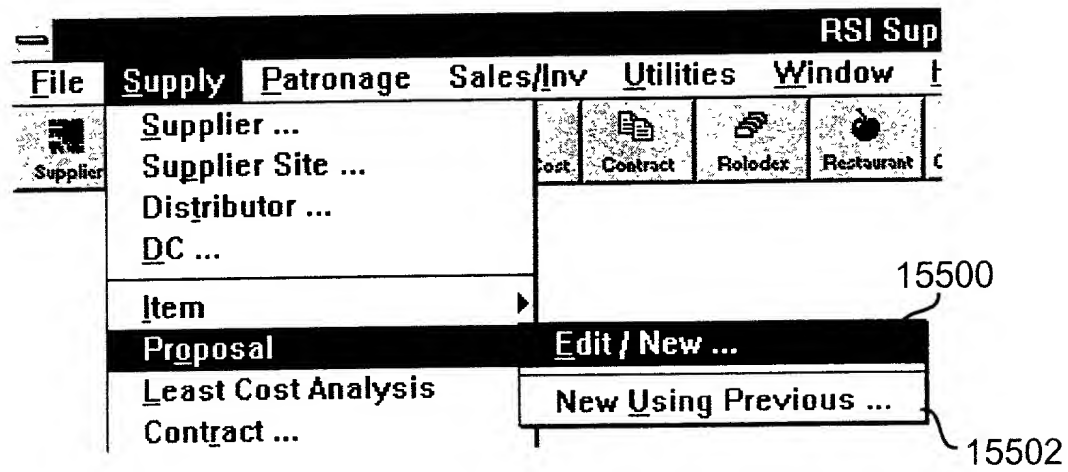 RSI Sup
File Supply Patronage Sales/Inv Utilities Window
Supplier Cost Contract Rolodex Restaurant
Supplier ...
Supplier Site ...
Distributor ...
DC ...
Item
Proposal
Least Cost Analysis
Contract ...
15500
Edit / New ...
New Using Previous ...
15502